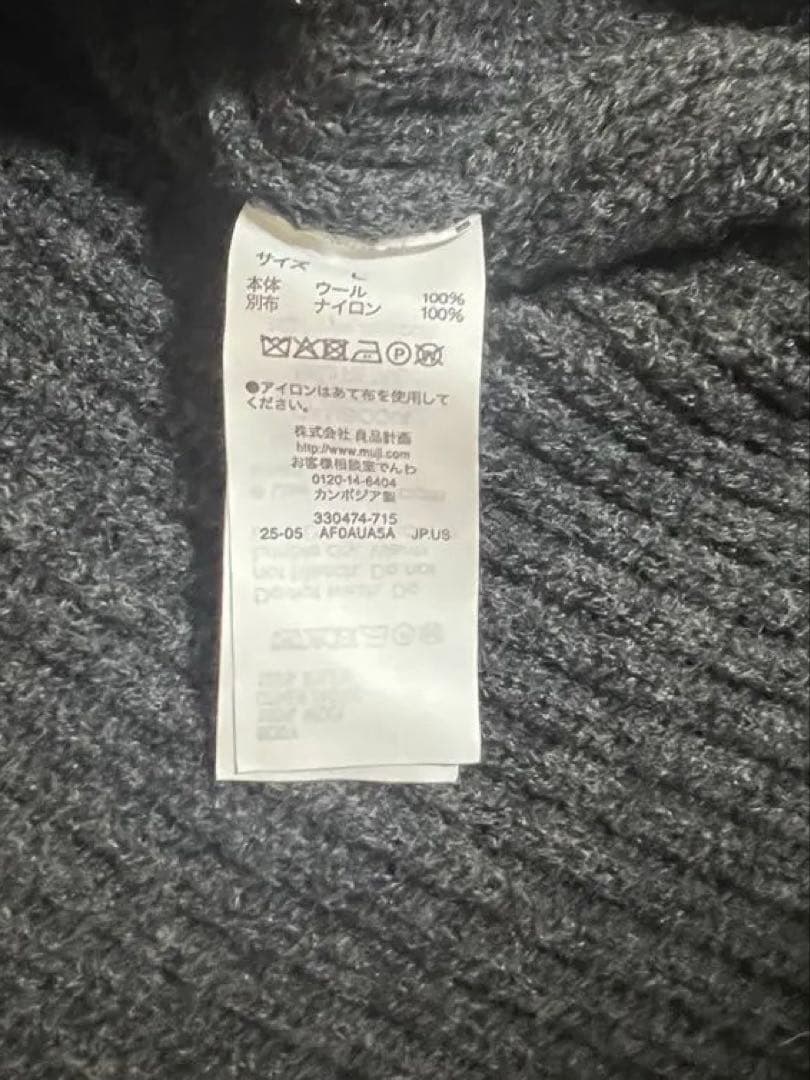 サイズ L
本体 ウール 100%
別布 ナイロン 100%
●アイロンはあて布を使用して
ください。
株式会社 良品計画
http://www.muji.com
お客様相談室でんわ
0120-14-6404
カンボジア製
330474-715
25-05 AF0AUA5A JP.US